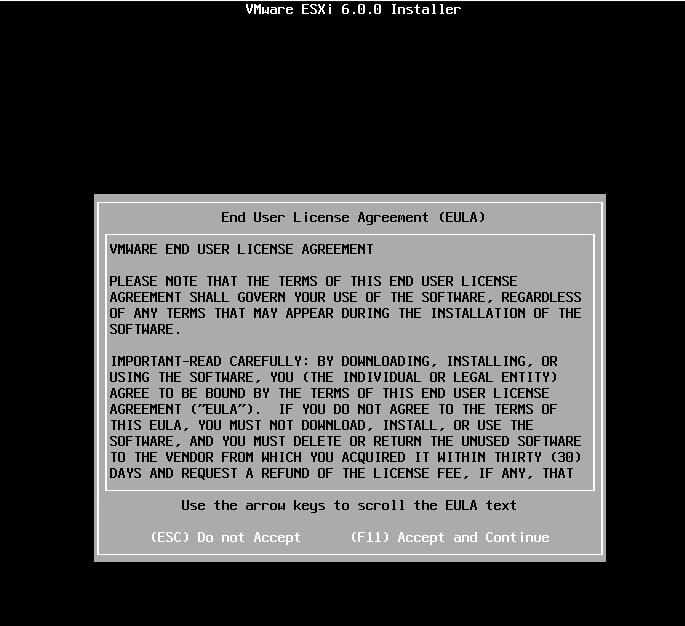 VMware ESXi 6.0.0 Installer
End User License Agreement (EULA)
VMWARE END USER LICENSE AGREEMENT
PLEASE NOTE THAT THE TERMS OF THIS END USER LICENSE
AGREEMENT SHALL GOVERN YOUR USE OF THE SOFTWARE, REGARDLESS
OF ANY TERMS THAT MAY APPEAR DURING THE INSTALLATION OF THE
SOFTWARE.
IMPORTANT-READ CAREFULLY: BY DOWNLOADING, INSTALLING, OR
USING THE SOFTWARE, YOU (THE INDIVIDUAL OR LEGAL ENTITY)
AGREE TO BE BOUND BY THE TERMS OF THIS END USER LICENSE
AGREEMENT ("EULA").  IF YOU DO NOT AGREE TO THE TERMS OF
THIS EULA, YOU MUST NOT DOWNLOAD, INSTALL, OR USE THE
SOFTWARE, AND YOU MUST DELETE OR RETURN THE UNUSED SOFTWARE
TO THE VENDOR FROM WHICH YOU ACQUIRED IT WITHIN THIRTY (30)
DAYS AND REQUEST A REFUND OF THE LICENSE FEE, IF ANY, THAT
Use the arrow keys to scroll the EULA text
(ESC) Do not Accept      (F11) Accept and Continue